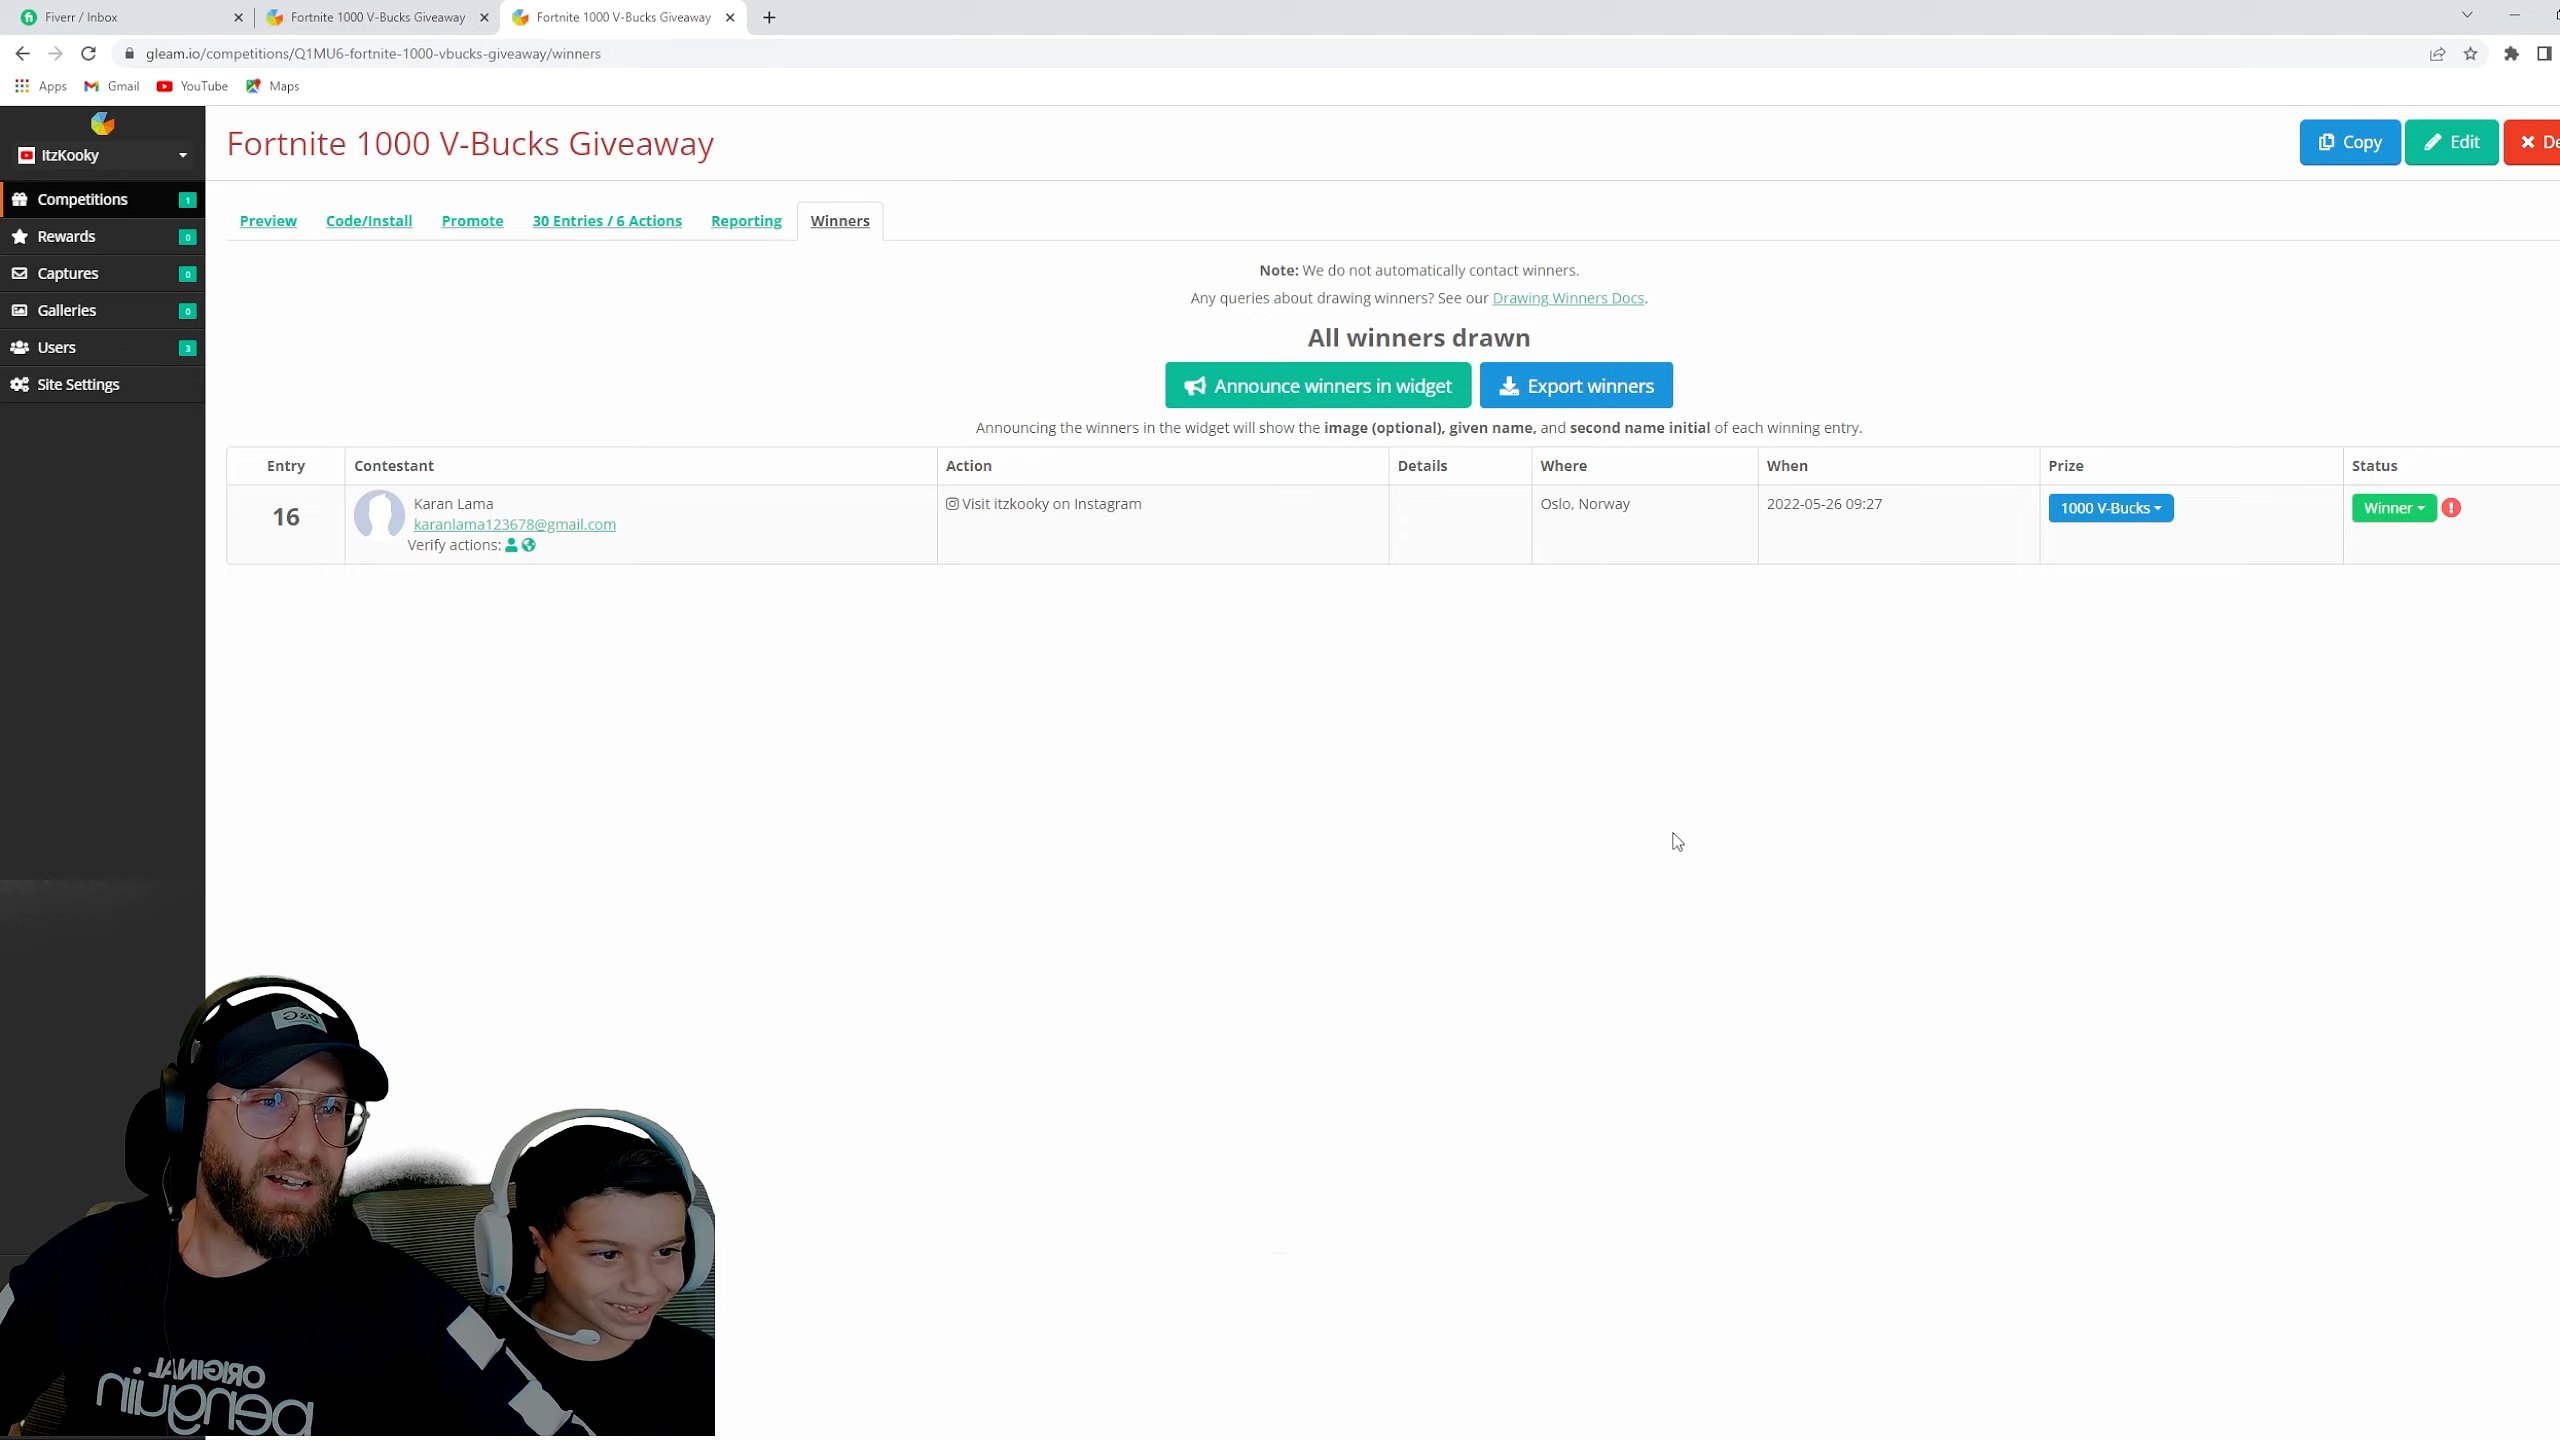 Fiverr / Inbox
Fortnite 1000 V-Bucks Giveaway
Fortnite 1000 V-Bucks Giveaway
gleam.io/competitions/Q1MU6-fortnite-1000-vbucks-giveaway/winners
Apps Gmail YouTube Maps
ItzKooky
Competitions 1
Rewards 0
Captures 0
Galleries 0
Users 3
Site Settings
Fortnite 1000 V-Bucks Giveaway
Copy Edit De
Preview Code/Install Promote 30 Entries / 6 Actions Reporting Winners
Note: We do not automatically contact winners.
Any queries about drawing winners? See our Drawing Winners Docs.
All winners drawn
Announce winners in widget Export winners
Announcing the winners in the widget will show the image (optional), given name, and second name initial of each winning entry.
Entry Contestant Action Details Where When Prize Status
16 Karan Lama Visit itzkooky on Instagram Oslo, Norway 2022-05-26 09:27 1000 V-Bucks Winner
karanlama123678@gmail.com
Verify actions:
D&G
ORIGINAL
penguin